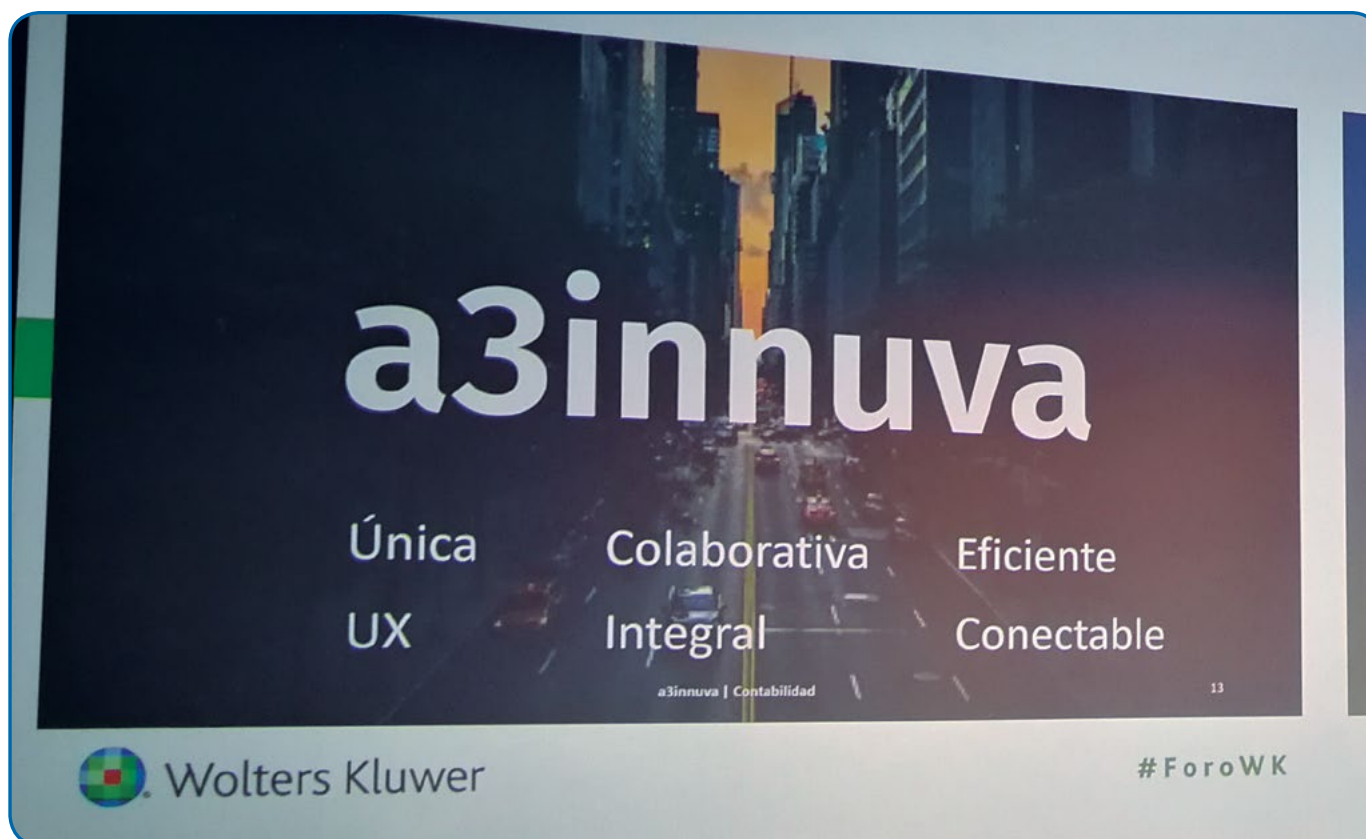 a3innuva
Única Colaborativa Eficiente
UX Integral Conectable
a3innuva | Contabilidad 13
Wolters Kluwer #ForoWK